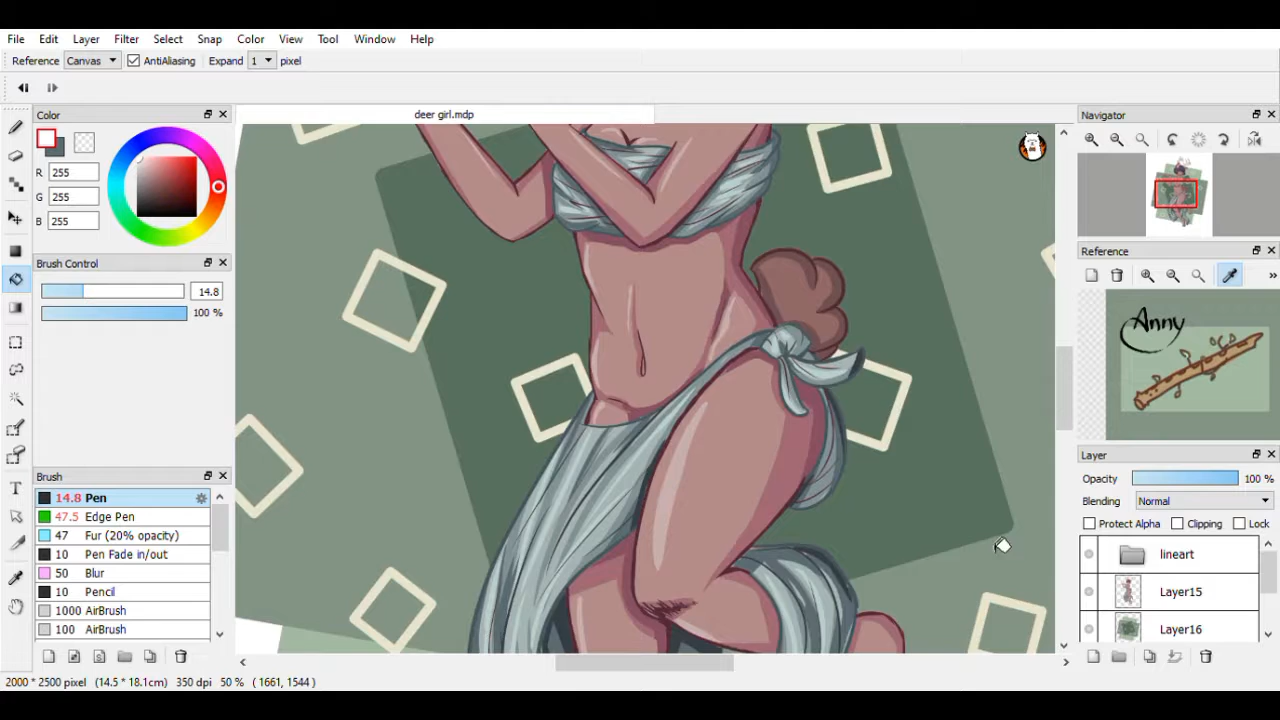 File Edit Layer Filter Select Snap Color View Tool Window Help
Reference Canvas AntiAliasing Expand 1 pixel
Color
deer girl.mdp
Navigator
R 255
G 255
B 255
Brush Control
14.8
100 %
Reference
Anny
Layer
Opacity 100 %
Blending Normal
Protect Alpha Clipping Lock
lineart
Layer15
Layer16
Brush
14.8 Pen
47.5 Edge Pen
47 Fur (20% opacity)
10 Pen Fade in/out
50 Blur
10 Pencil
1000 AirBrush
100 AirBrush
2000 * 2500 pixel (14.5 * 18.1cm) 350 dpi 50 % ( 1661, 1544 )